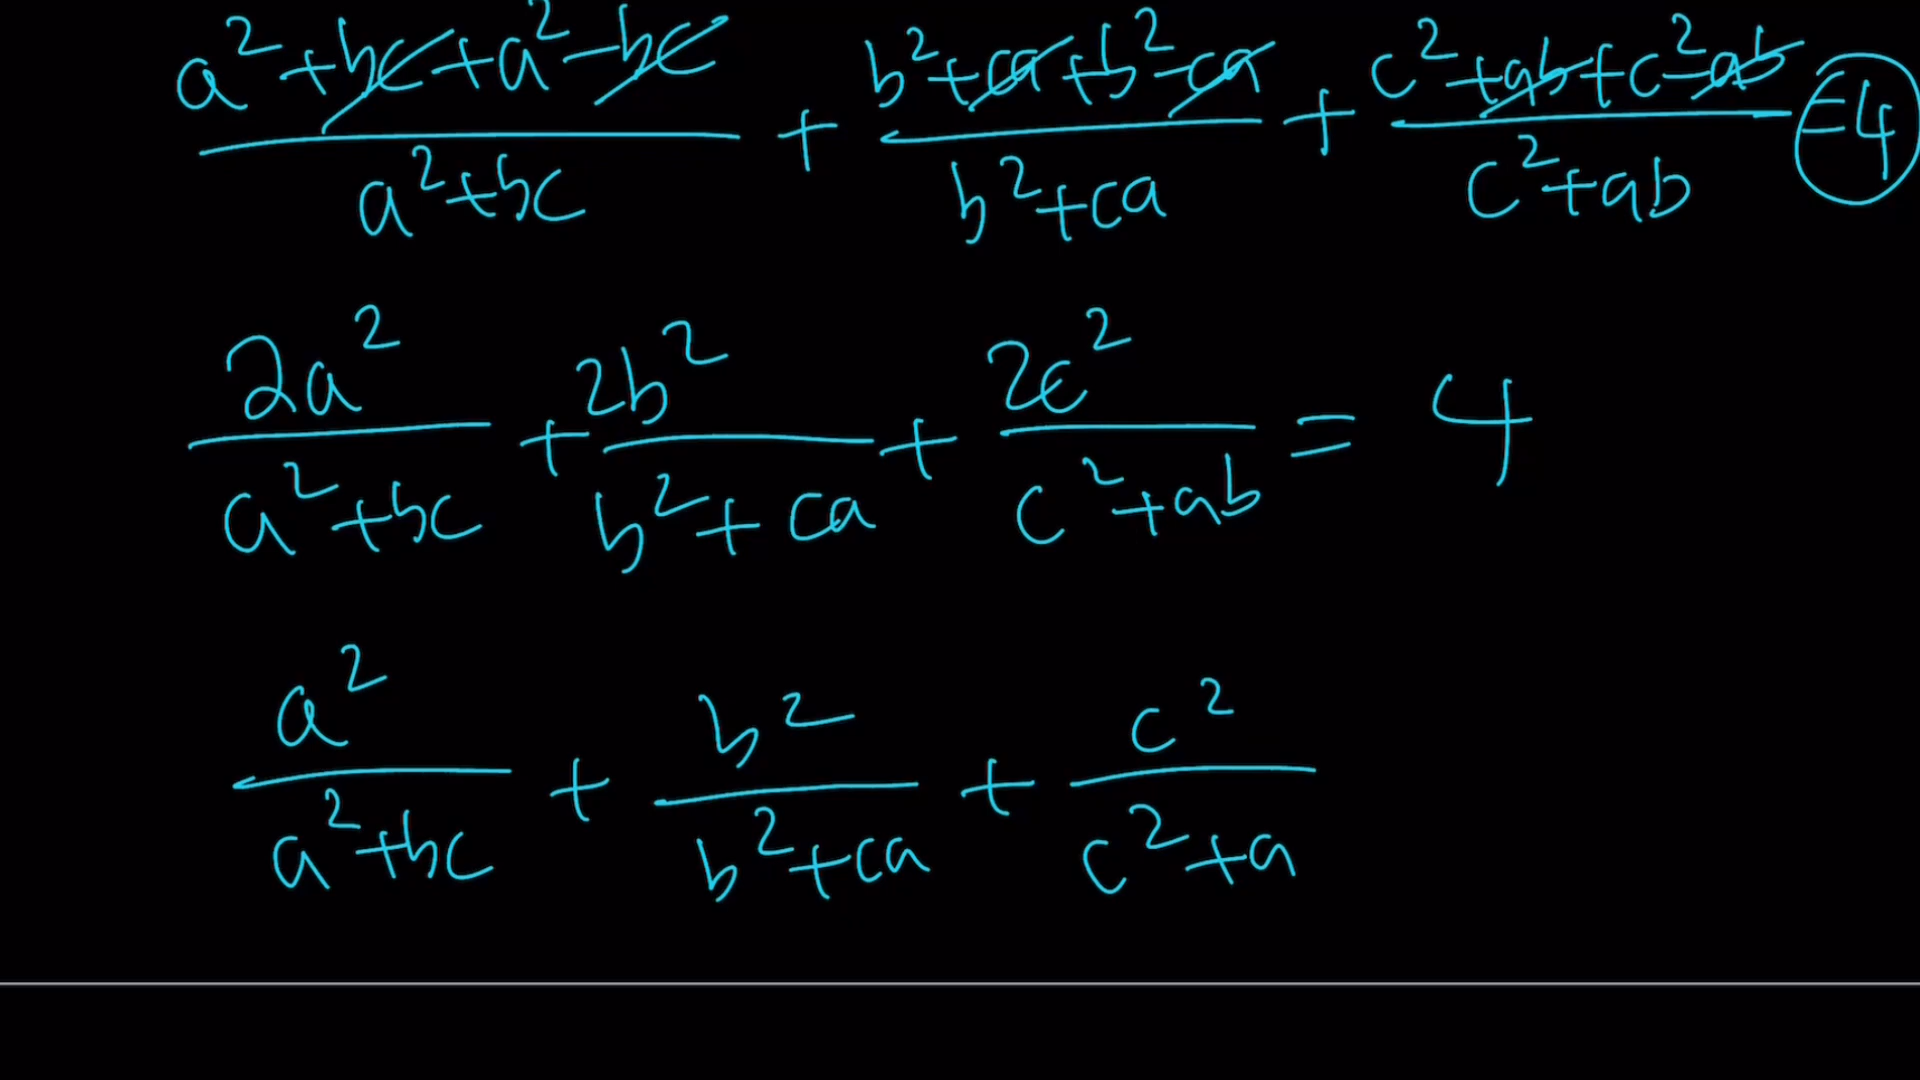 a²+bc+a²-bc b²+ca+b²-ca c²+ab+c²-ab
+ + =4
a²+bc b²+ca c²+ab
2a² 2b² 2c²
+ + = 4
a²+bc b²+ca c²+ab
a² b² c²
+ +
a²+bc b²+ca c²+a